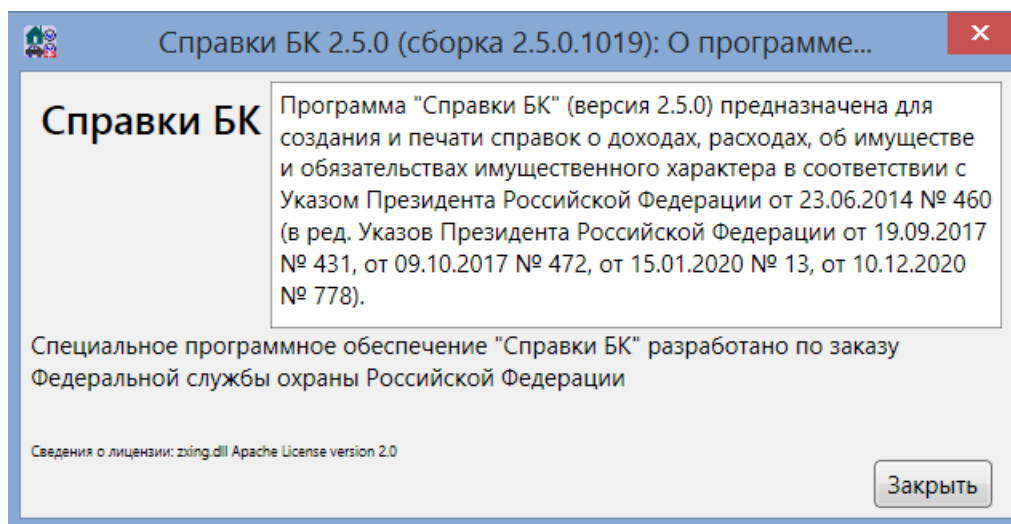 Справки БК 2.5.0 (сборка 2.5.0.1019): О программе...
Справки БК
Программа "Справки БК" (версия 2.5.0) предназначена для
создания и печати справок о доходах, расходах, об имуществе
и обязательствах имущественного характера в соответствии с
Указом Президента Российской Федерации от 23.06.2014 № 460
(в ред. Указов Президента Российской Федерации от 19.09.2017
№ 431, от 09.10.2017 № 472, от 15.01.2020 № 13, от 10.12.2020
№ 778).
Специальное программное обеспечение "Справки БК" разработано по заказу
Федеральной службы охраны Российской Федерации
Сведения о лицензии: zxing.dll Apache License version 2.0
Закрыть